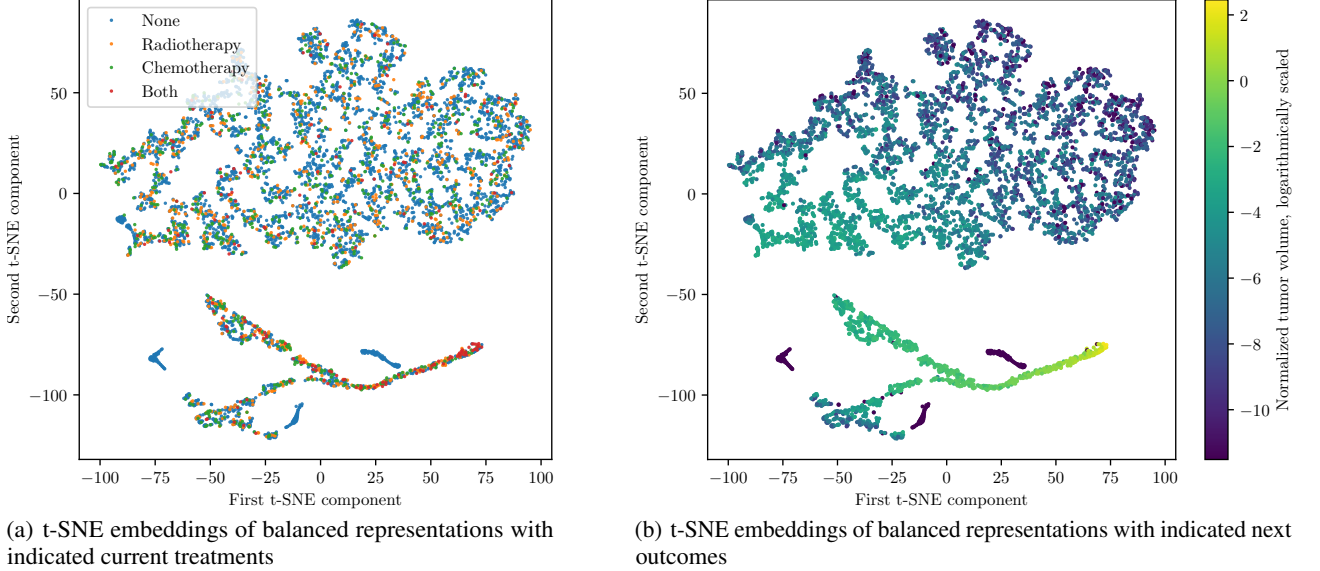 None
Radiotherapy
Chemotherapy
Both
50
0
−50
−100
Second t-SNE component
−100 −75 −50 −25 0 25 50 75 100
First t-SNE component
(a) t-SNE embeddings of balanced representations with
indicated current treatments
50
0
−50
−100
Second t-SNE component
−100 −75 −50 −25 0 25 50 75 100
First t-SNE component
2
0
−2
−4
−6
−8
−10
Normalized tumor volume, logarithmically scaled
(b) t-SNE embeddings of balanced representations with indicated next
outcomes